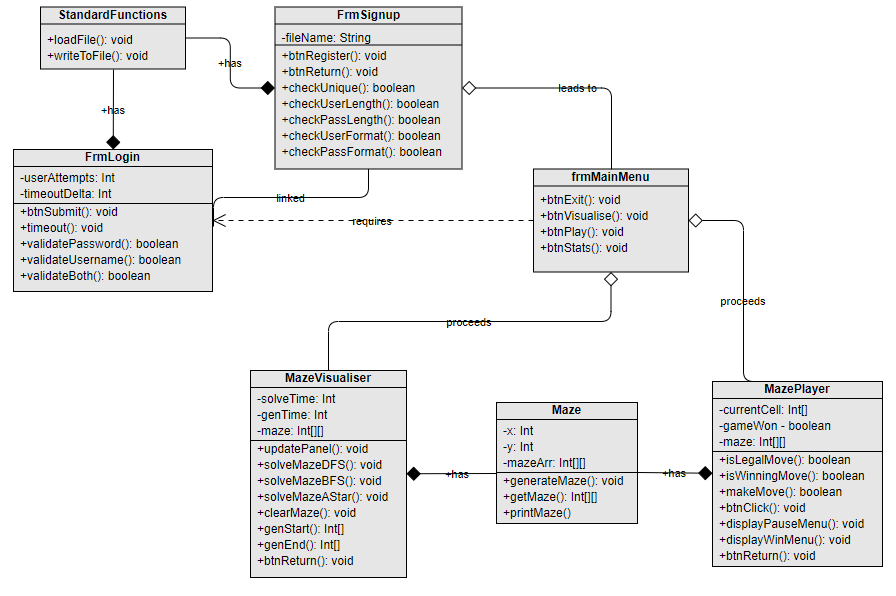 StandardFunctions
+loadFile(): void
+writeToFile(): void
FrmSignup
-fileName: String
+btnRegister(): void
+btnReturn(): void
+checkUnique(): boolean
+checkUserLength(): boolean
+checkPassLength(): boolean
+checkUserFormat(): boolean
+checkPassFormat(): boolean
+has
+has
leads to
FrmLogin
-userAttempts: Int
-timeoutDelta: Int
+btnSubmit(): void
+timeout(): void
+validatePassword(): boolean
+validateUsername(): boolean
+validateBoth(): boolean
linked
requires
frmMainMenu
+btnExit(): void
+btnVisualise(): void
+btnPlay(): void
+btnStats(): void
proceeds
proceeds
MazeVisualiser
-solveTime: Int
-genTime: Int
-maze: Int[][]
+updatePanel(): void
+solveMazeDFS(): void
+solveMazeBFS(): void
+solveMazeAStar(): void
+clearMaze(): void
+genStart(): Int[]
+genEnd(): Int[]
+btnReturn(): void
+has
Maze
-x: Int
-y: Int
-mazeArr: Int[][]
+generateMaze(): void
+getMaze(): Int[][]
+printMaze()
+has
MazePlayer
-currentCell: Int[]
-gameWon - boolean
-maze: Int[][]
+isLegalMove(): boolean
+isWinningMove(): boolean
+makeMove(): boolean
+btnClick(): void
+displayPauseMenu(): void
+displayWinMenu(): void
+btnReturn(): void